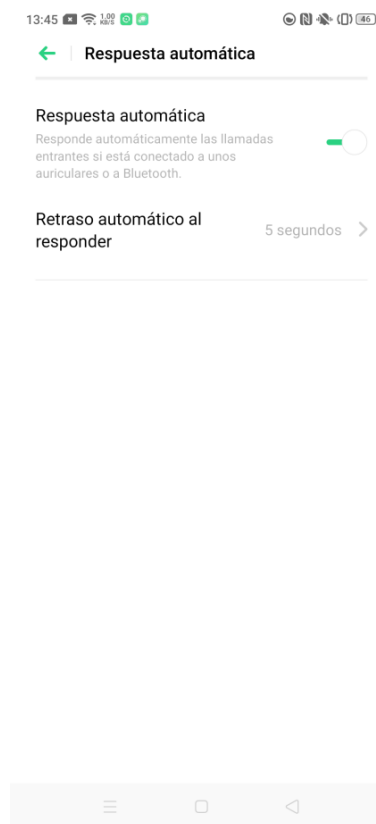 13:45 1,00 KB/S 46
Respuesta automática
Respuesta automática
Responde automáticamente las llamadas
entrantes si está conectado a unos
auriculares o a Bluetooth.
Retraso automático al
responder
5 segundos